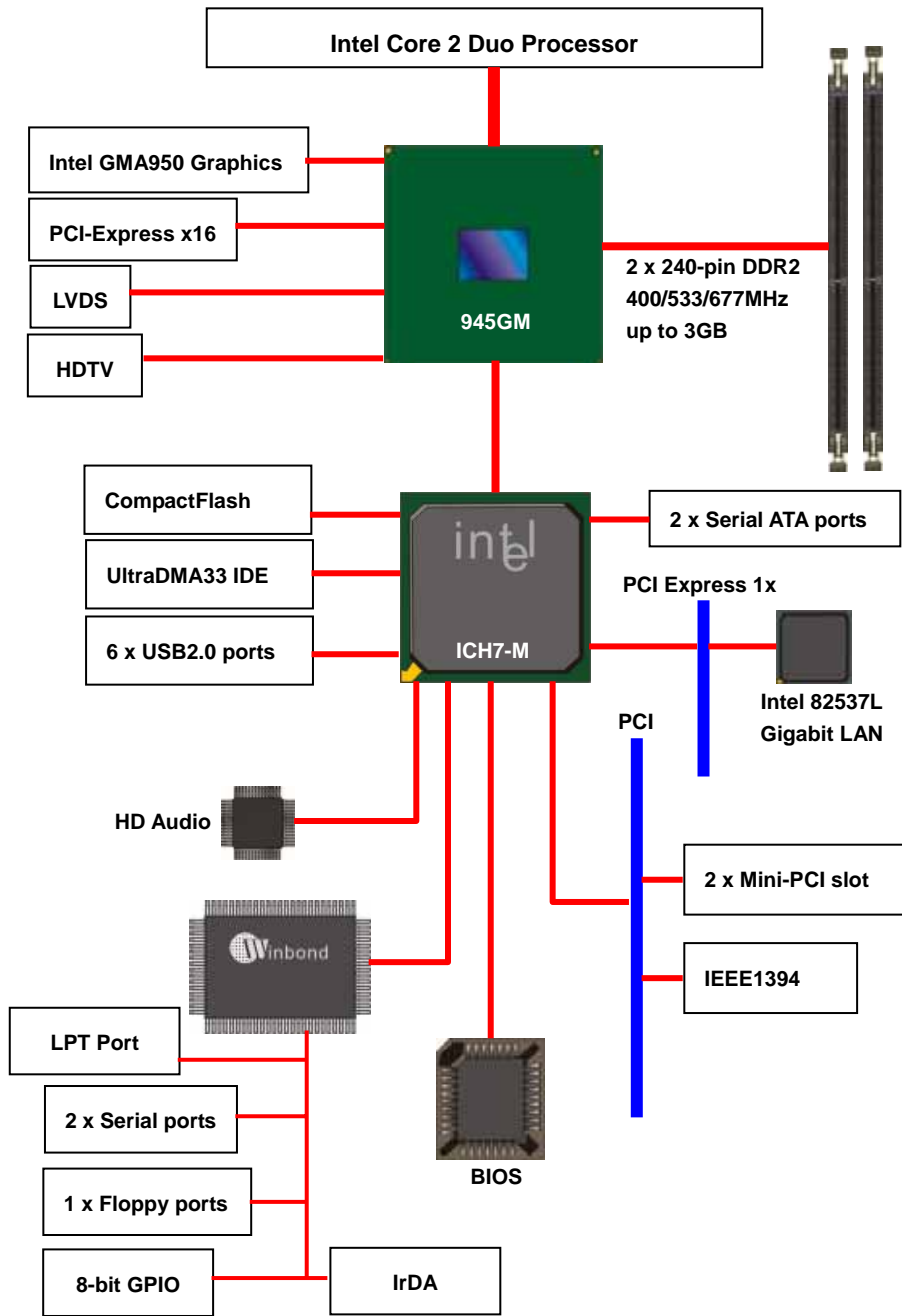 Intel Core 2 Duo Processor
Intel GMA950 Graphics
PCI-Express x16
LVDS
HDTV
945GM
2 x 240-pin DDR2
400/533/677MHz
up to 3GB
CompactFlash
UltraDMA33 IDE
6 x USB2.0 ports
intel
ICH7-M
2 x Serial ATA ports
PCI Express 1x
Intel 82537L
Gigabit LAN
PCI
HD Audio
2 x Mini-PCI slot
IEEE1394
Winbond
LPT Port
2 x Serial ports
1 x Floppy ports
8-bit GPIO
IrDA
BIOS